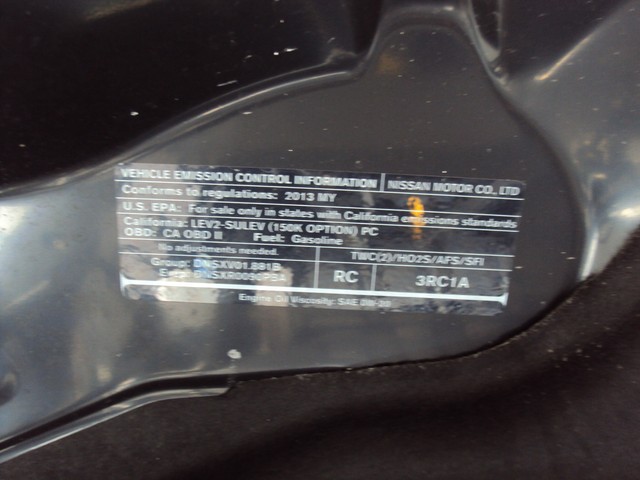 VEHICLE EMISSION CONTROL INFORMATION NISSAN MOTOR CO., LTD
Conforms to regulations: 2013 MY
U.S. EPA: For sale only in states with California emissions standards
California: LEV2-SULEV (150K OPTION) PC
OBD: CA OBD II Fuel: Gasoline
No adjustments needed. TWC(2)/HO2S/AFS/SFI
Group: RC 3RC1A
Engine Oil Viscosity: SAE